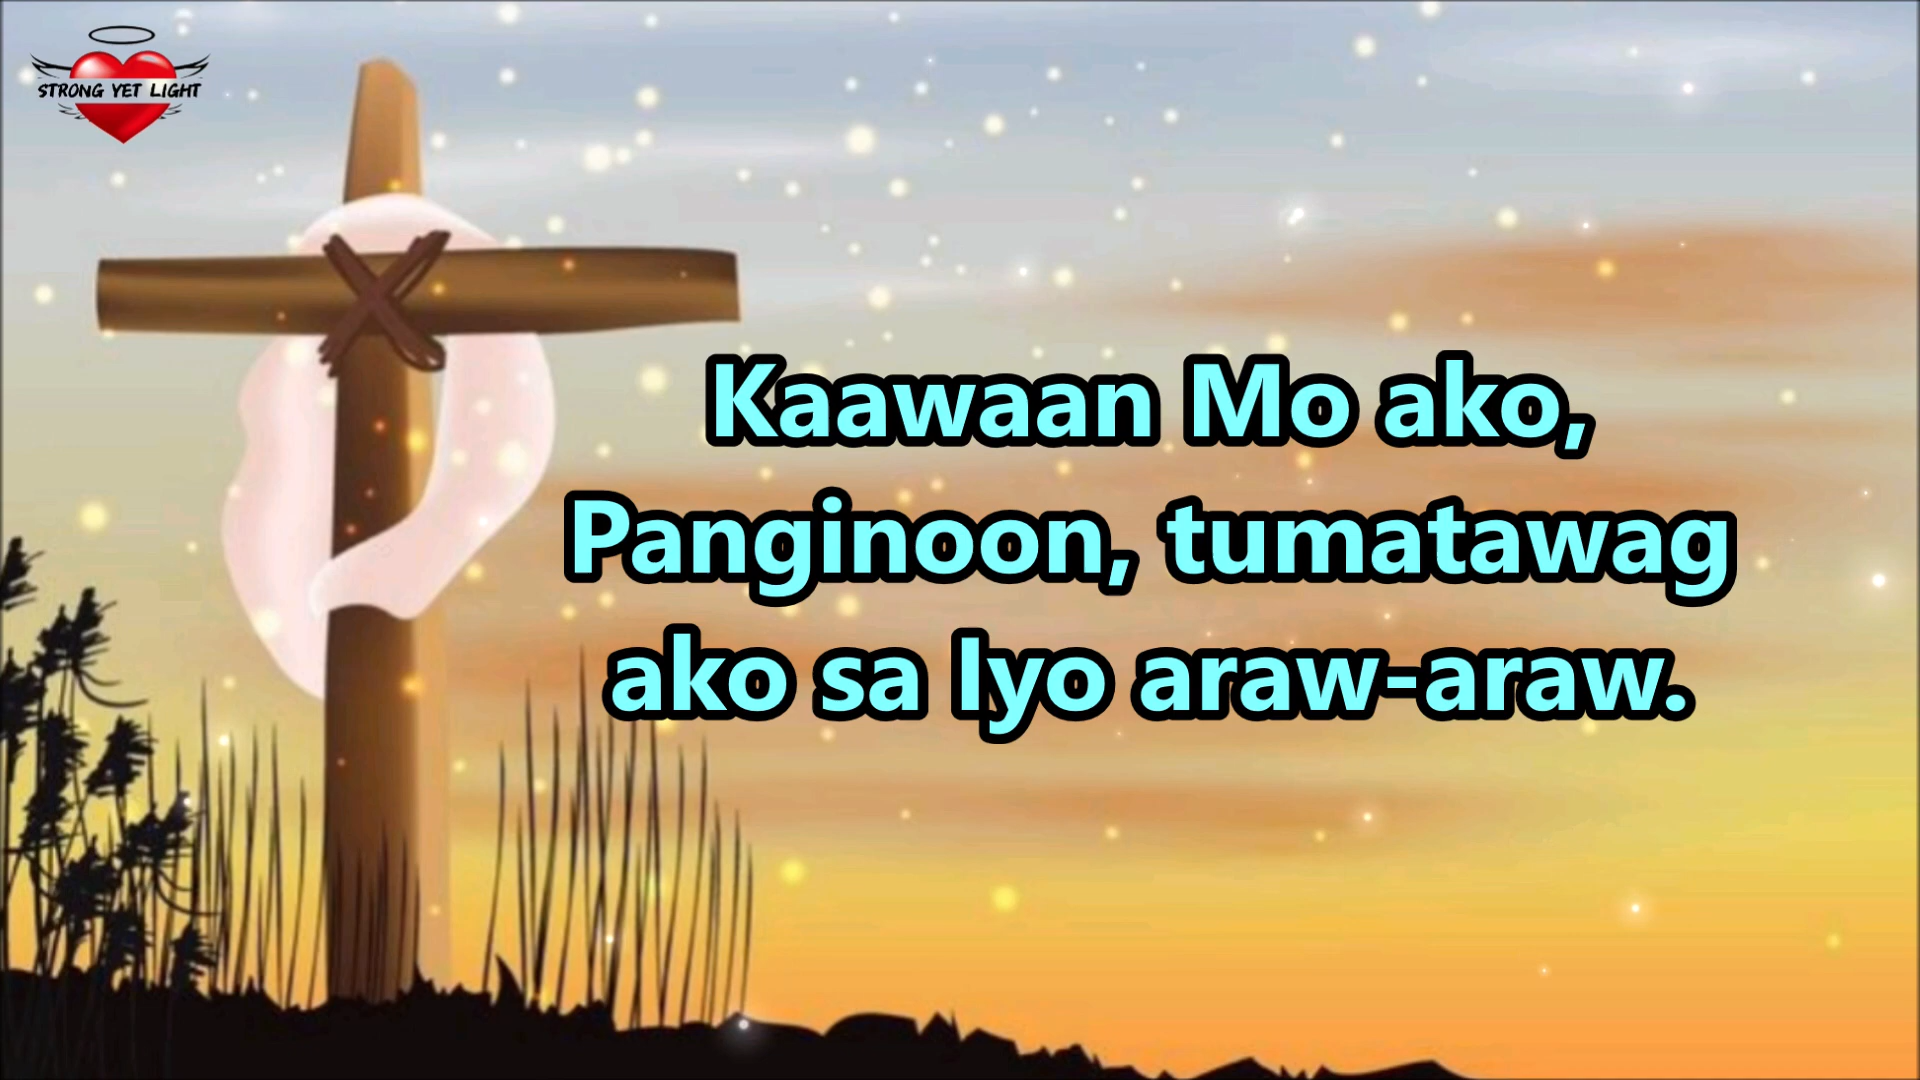 STRONG YET LIGHT
Kaawaan Mo ako,
Panginoon, tumatawag
ako sa Iyo araw-araw.